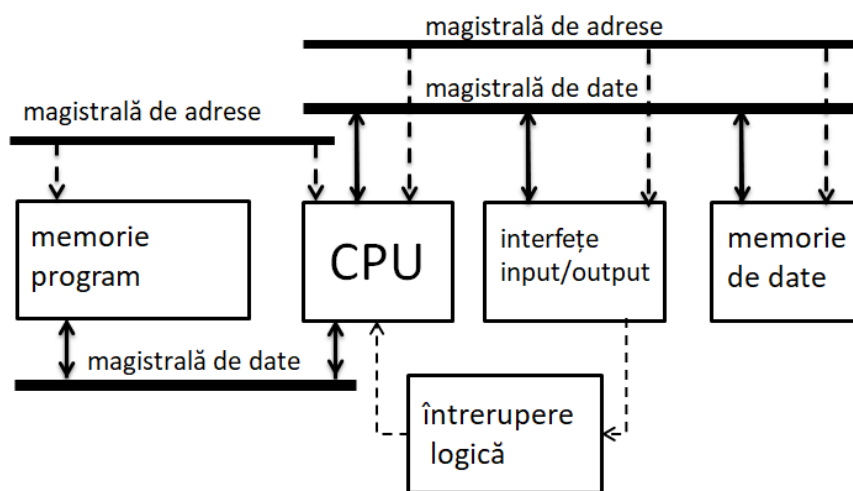 magistrală de adrese
magistrală de date
magistrală de adrese
memorie
program
CPU
interfețe
input/output
memorie
de date
magistrală de date
întrerupere
logică